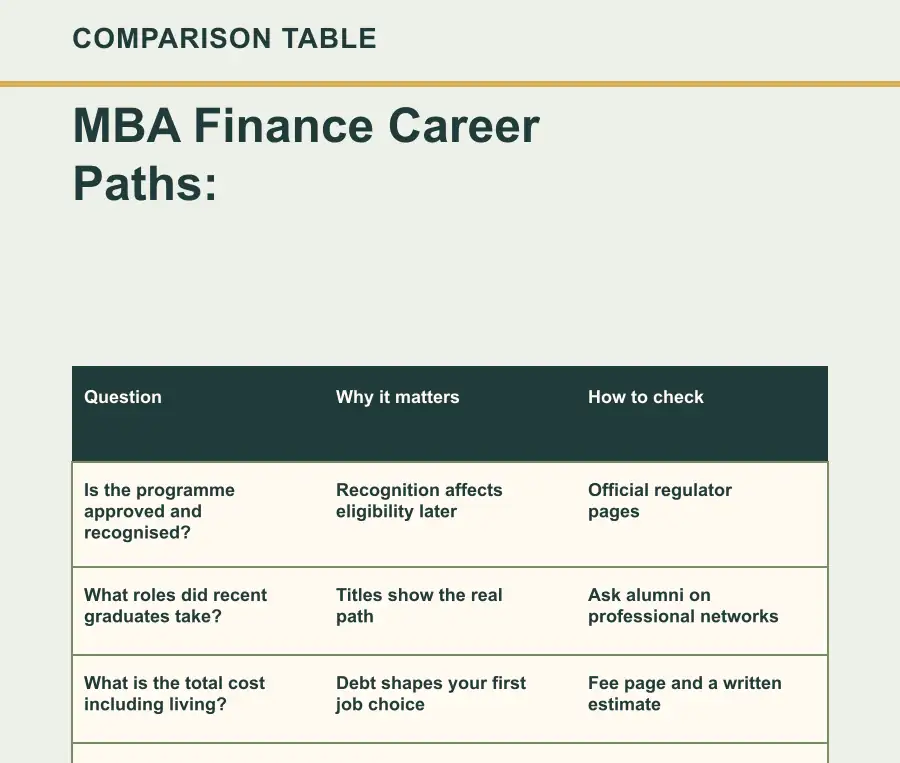 COMPARISON TABLE
MBA Finance Career
Paths:
Question
Why it matters
How to check
Is the programme
approved and
recognised?
Recognition affects
eligibility later
Official regulator
pages
What roles did recent
graduates take?
Titles show the real
path
Ask alumni on
professional networks
What is the total cost
including living?
Debt shapes your first
job choice
Fee page and a written
estimate